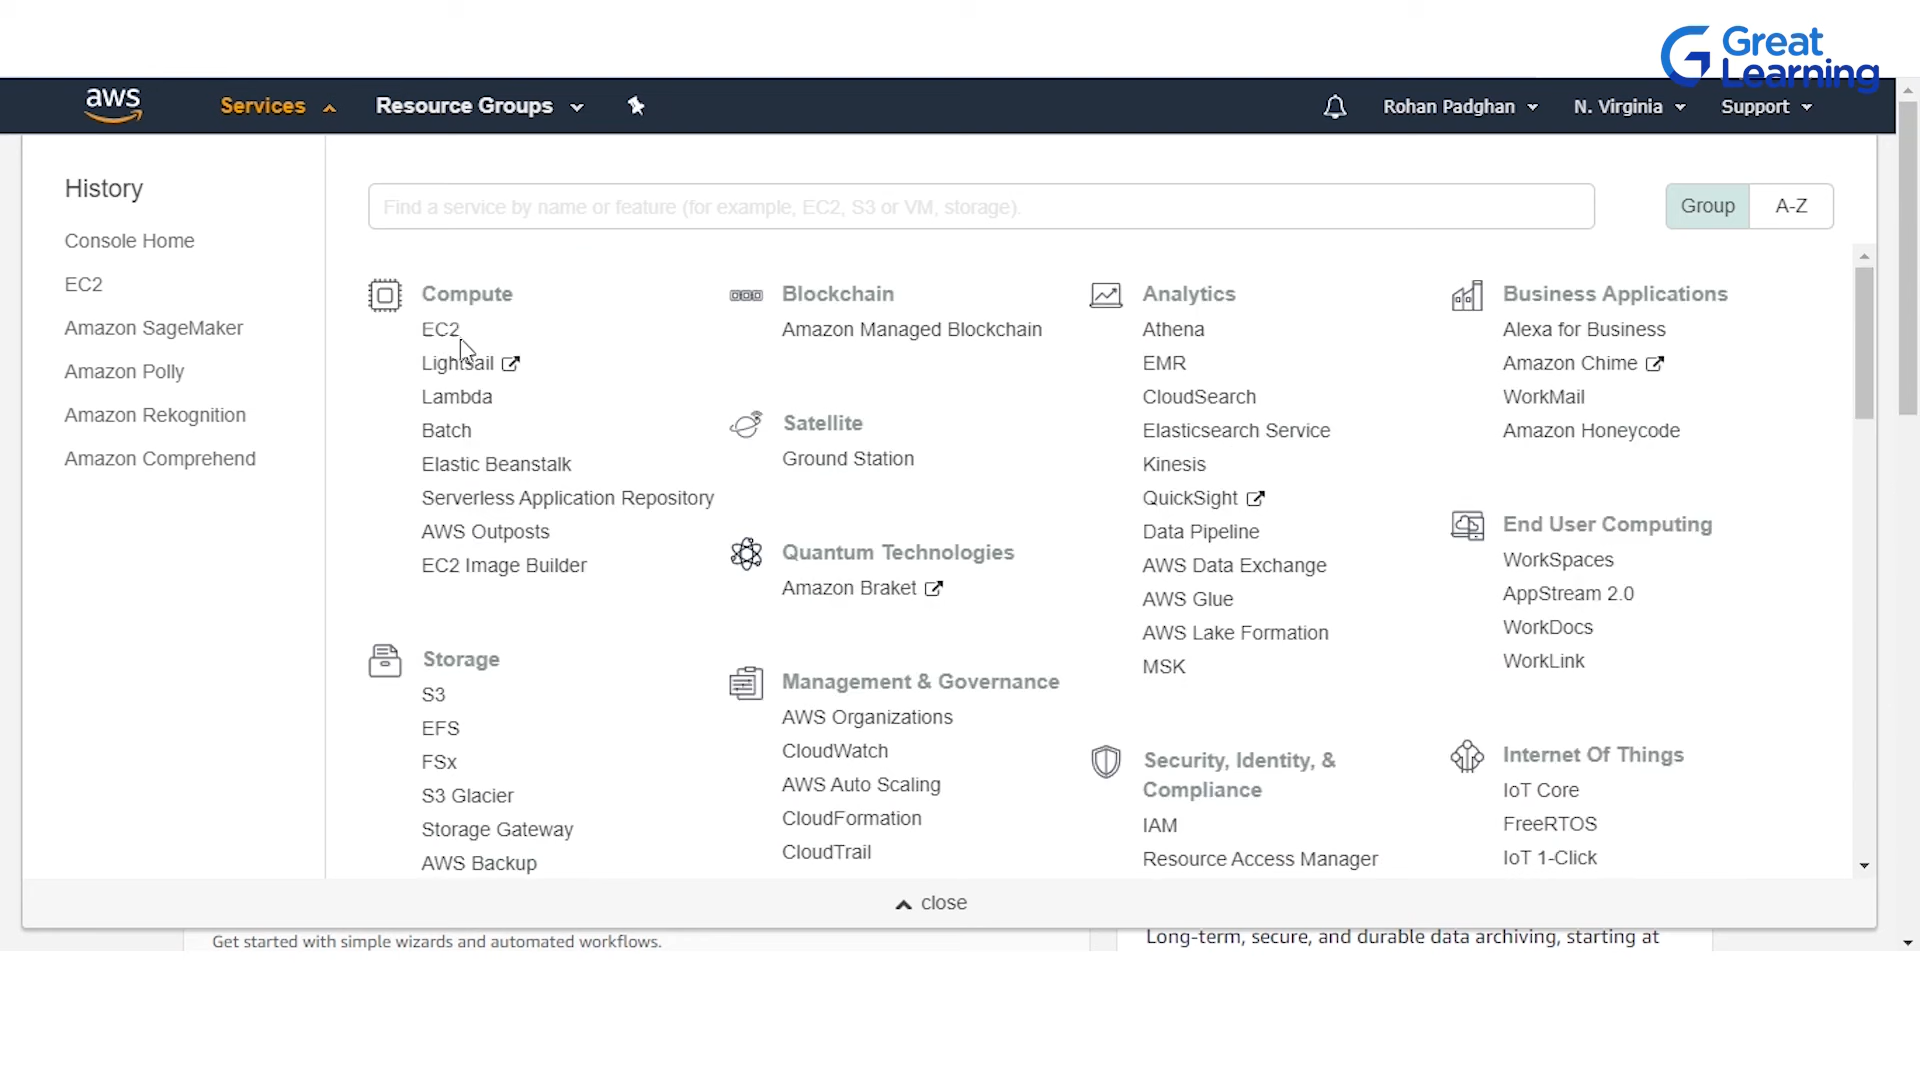 Great
Learning
aws
Services
Resource Groups
Rohan Padghan
N. Virginia
Support
History
Console Home
EC2
Amazon SageMaker
Amazon Polly
Amazon Rekognition
Amazon Comprehend
Find a service by name or feature (for example, EC2, S3 or VM, storage).
Group
A-Z
Compute
EC2
Lightsail
Lambda
Batch
Elastic Beanstalk
Serverless Application Repository
AWS Outposts
EC2 Image Builder
Storage
S3
EFS
FSx
S3 Glacier
Storage Gateway
AWS Backup
Blockchain
Amazon Managed Blockchain
Satellite
Ground Station
Quantum Technologies
Amazon Braket
Management & Governance
AWS Organizations
CloudWatch
AWS Auto Scaling
CloudFormation
CloudTrail
Analytics
Athena
EMR
CloudSearch
Elasticsearch Service
Kinesis
QuickSight
Data Pipeline
AWS Data Exchange
AWS Glue
AWS Lake Formation
MSK
Security, Identity, &
Compliance
IAM
Resource Access Manager
Business Applications
Alexa for Business
Amazon Chime
WorkMail
Amazon Honeycode
End User Computing
WorkSpaces
AppStream 2.0
WorkDocs
WorkLink
Internet Of Things
IoT Core
FreeRTOS
IoT 1-Click
close
Get started with simple wizards and automated workflows.
Long-term, secure, and durable data archiving, starting at